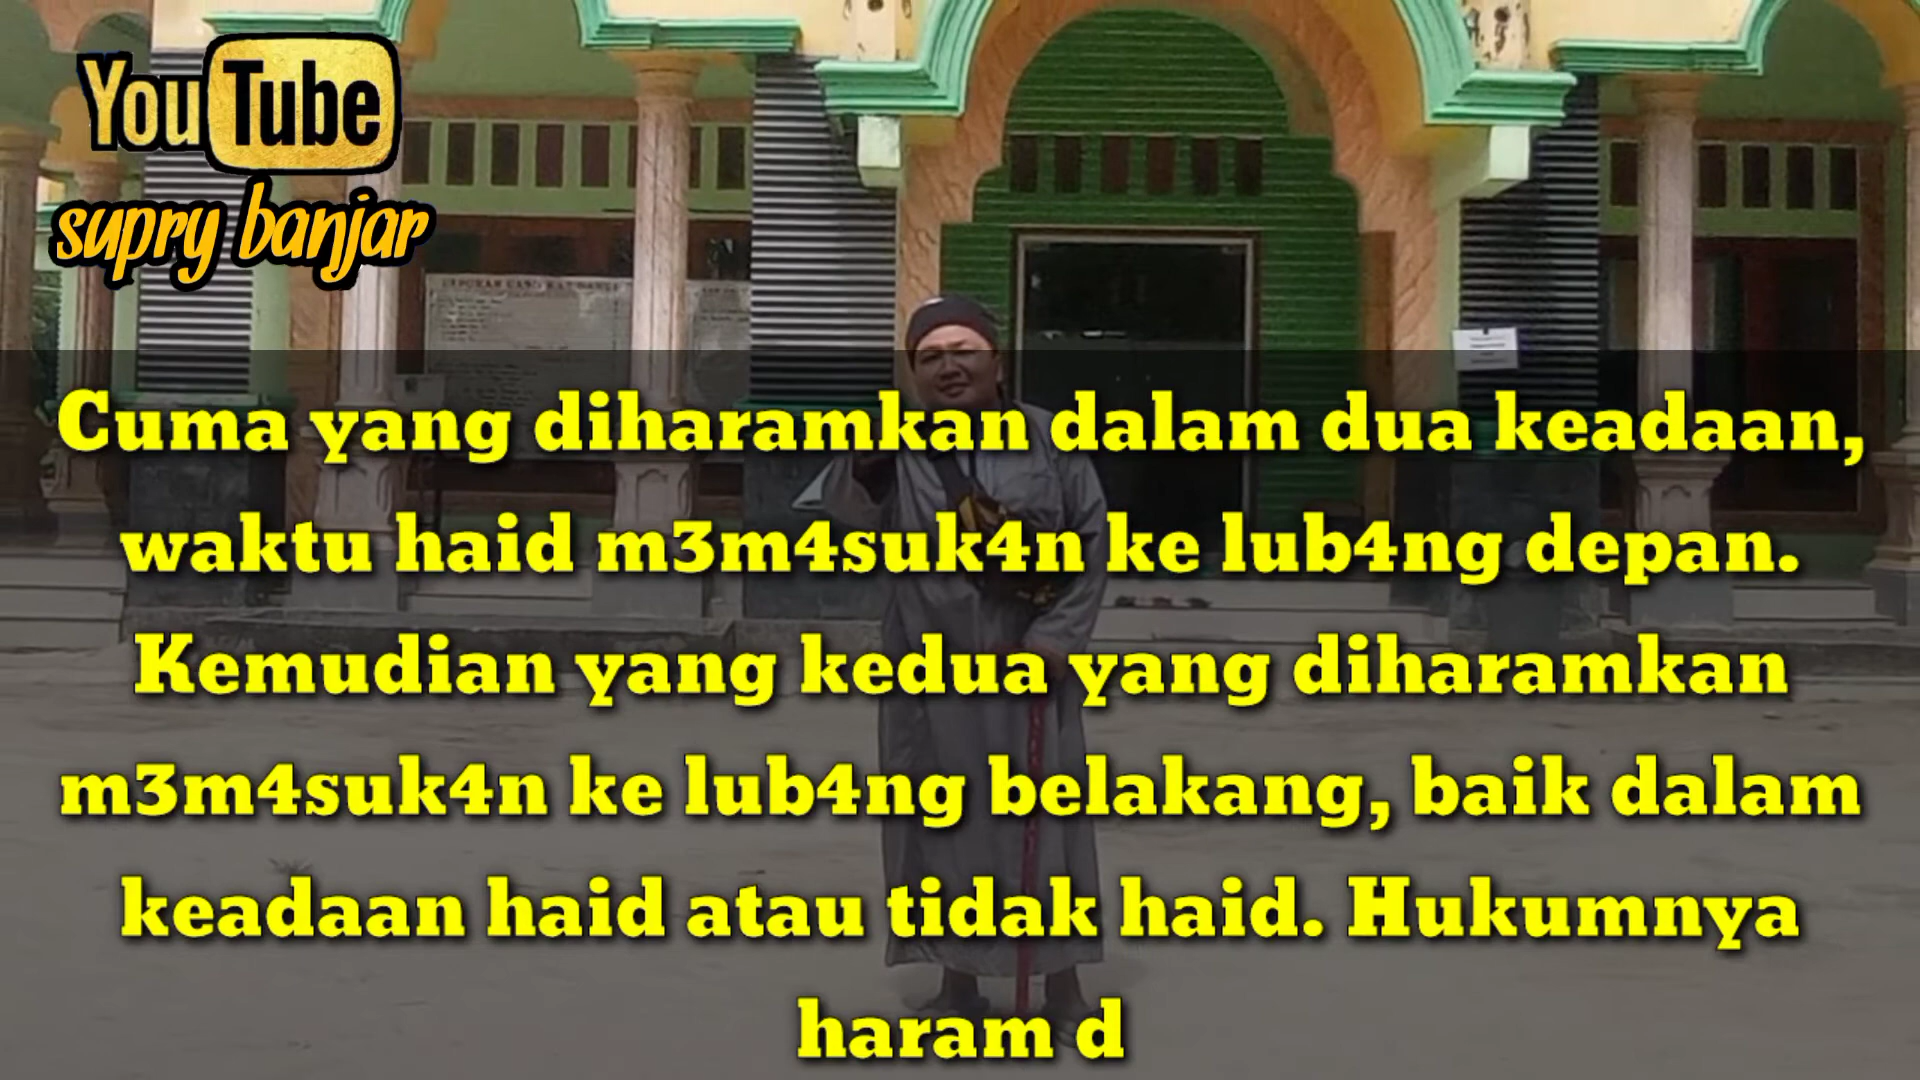 YouTube
supry banjar
Cuma yang diharamkan dalam dua keadaan,
waktu haid m3m4suk4n ke lub4ng depan.
Kemudian yang kedua yang diharamkan
m3m4suk4n ke lub4ng belakang, baik dalam
keadaan haid atau tidak haid. Hukumnya
haram d